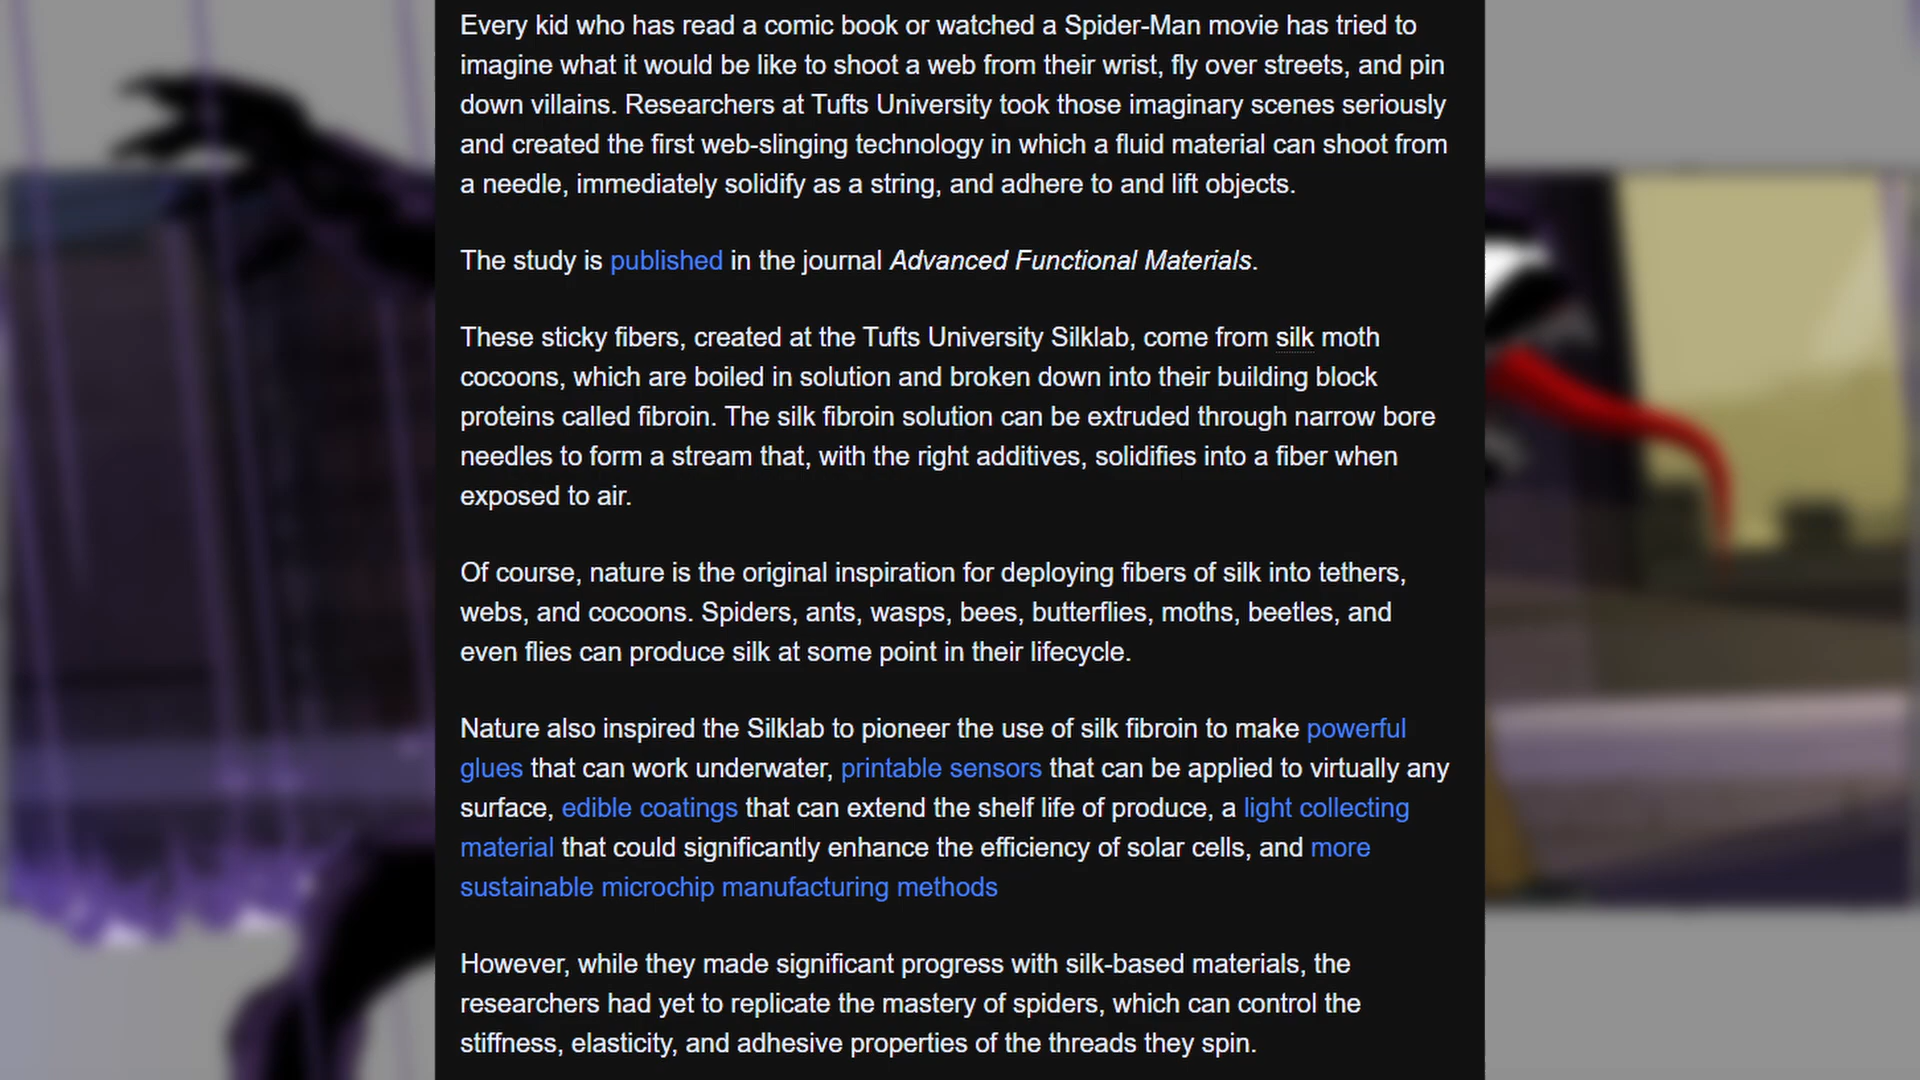 Every kid who has read a comic book or watched a Spider-Man movie has tried to
imagine what it would be like to shoot a web from their wrist, fly over streets, and pin
down villains. Researchers at Tufts University took those imaginary scenes seriously
and created the first web-slinging technology in which a fluid material can shoot from
a needle, immediately solidify as a string, and adhere to and lift objects.
The study is published in the journal Advanced Functional Materials.
These sticky fibers, created at the Tufts University Silklab, come from silk moth
cocoons, which are boiled in solution and broken down into their building block
proteins called fibroin. The silk fibroin solution can be extruded through narrow bore
needles to form a stream that, with the right additives, solidifies into a fiber when
exposed to air.
Of course, nature is the original inspiration for deploying fibers of silk into tethers,
webs, and cocoons. Spiders, ants, wasps, bees, butterflies, moths, beetles, and
even flies can produce silk at some point in their lifecycle.
Nature also inspired the Silklab to pioneer the use of silk fibroin to make powerful
glues that can work underwater, printable sensors that can be applied to virtually any
surface, edible coatings that can extend the shelf life of produce, a light collecting
material that could significantly enhance the efficiency of solar cells, and more
sustainable microchip manufacturing methods
However, while they made significant progress with silk-based materials, the
researchers had yet to replicate the mastery of spiders, which can control the
stiffness, elasticity, and adhesive properties of the threads they spin.